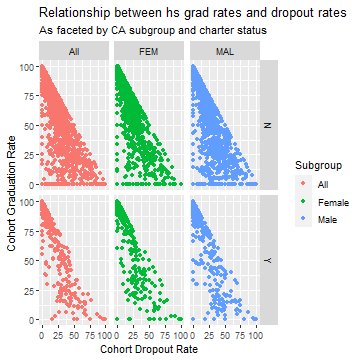 Relationship between hs grad rates and dropout rates
As faceted by CA subgroup and charter status
All FEM MAL
100
75
50
25
0
N
100
75
50
25
0
Y
0 25 50 75 100 0 25 50 75 100 0 25 50 75 100
Cohort Dropout Rate
Cohort Graduation Rate
Subgroup
All
Female
Male